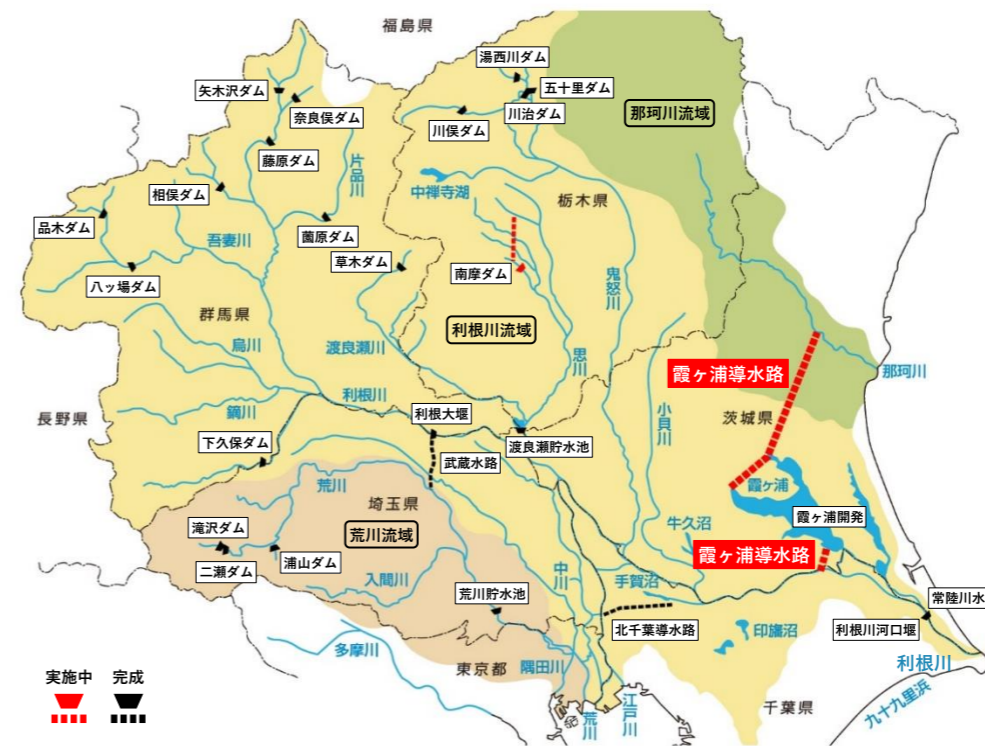 福島県
湯西川ダム
五十里ダム
矢木沢ダム
奈良俣ダム
川治ダム
川俣ダム
那珂川流域
藤原ダム
片品川
中禅寺湖
相俣ダム
栃木県
品木ダム
薗原ダム
吾妻川
草木ダム
南摩ダム
鬼怒川
八ッ場ダム
群馬県
利根川流域
烏川
渡良瀬川
思川
霞ヶ浦導水路
那珂川
利根川
小貝川
鏑川
利根大堰
茨城県
長野県
下久保ダム
渡良瀬貯水池
武蔵水路
荒川
霞ヶ浦
埼玉県
霞ヶ浦開発
滝沢ダム
荒川流域
牛久沼
霞ヶ浦導水路
二瀬ダム
浦山ダム
中川
手賀沼
入間川
荒川貯水池
常陸川水
北千葉導水路
印旛沼
利根川河口堰
多摩川
東京都
隅田川
利根川
実施中
完成
荒川
江戸川
千葉県
九十九里浜